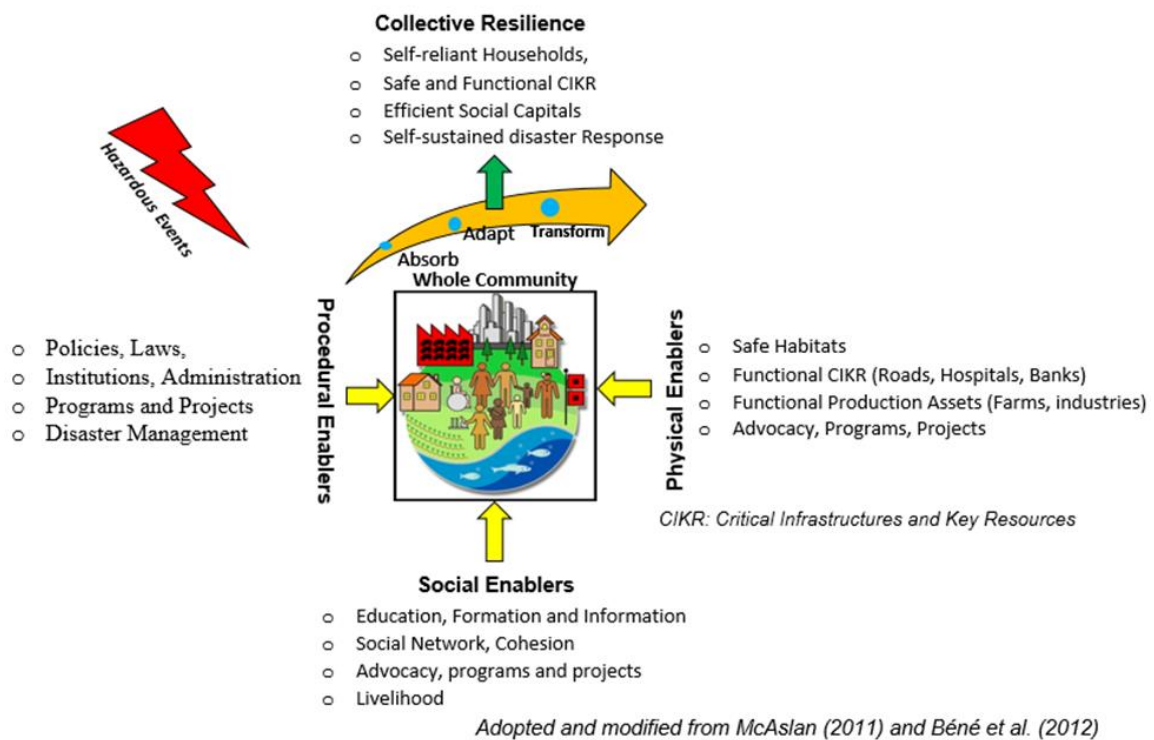 Collective Resilience
o Self-reliant Households,
o Safe and Functional CIKR
o Efficient Social Capitals
o Self-sustained disaster Response
Hazardous Events
Absorb
Adapt
Transform
Whole Community
Procedural Enablers
o Policies, Laws,
o Institutions, Administration
o Programs and Projects
o Disaster Management
Physical Enablers
o Safe Habitats
o Functional CIKR (Roads, Hospitals, Banks)
o Functional Production Assets (Farms, industries)
o Advocacy, Programs, Projects
CIKR: Critical Infrastructures and Key Resources
Social Enablers
o Education, Formation and Information
o Social Network, Cohesion
o Advocacy, programs and projects
o Livelihood
Adopted and modified from McAslan (2011) and Béné et al. (2012)